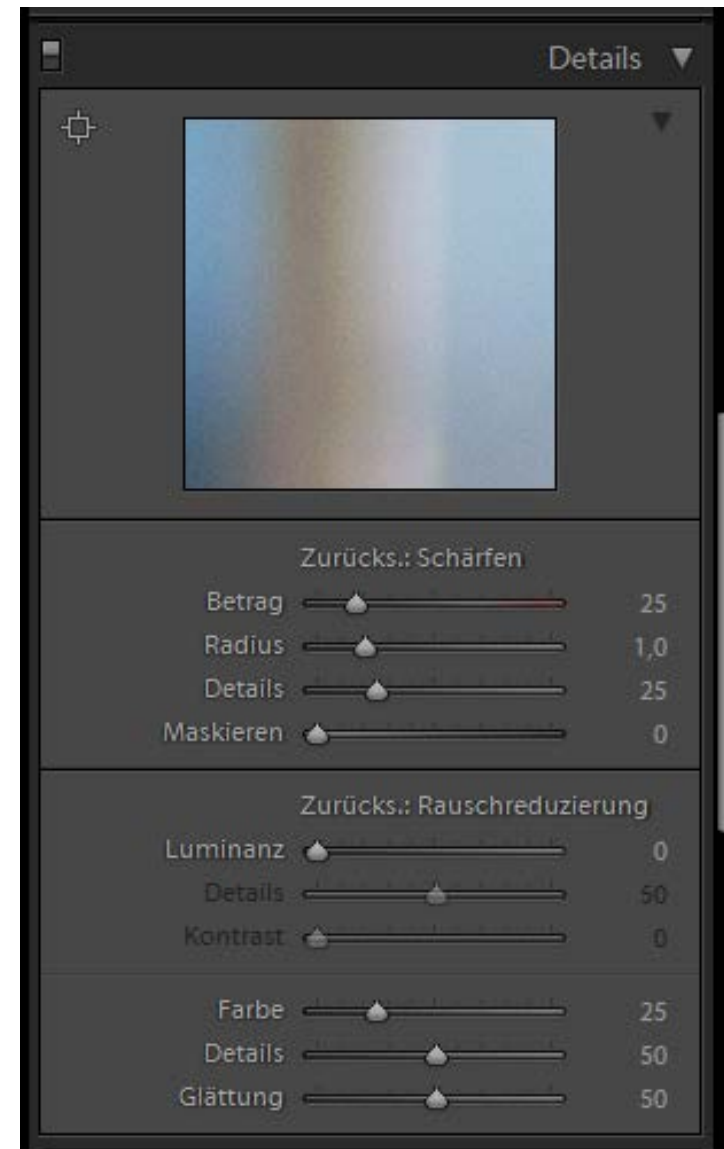 Details
Zurücks.: Schärfen
Betrag 25
Radius 1,0
Details 25
Maskieren 0
Zurücks.: Rauschreduzierung
Luminanz 0
Details 50
Kontrast 0
Farbe 25
Details 50
Glättung 50